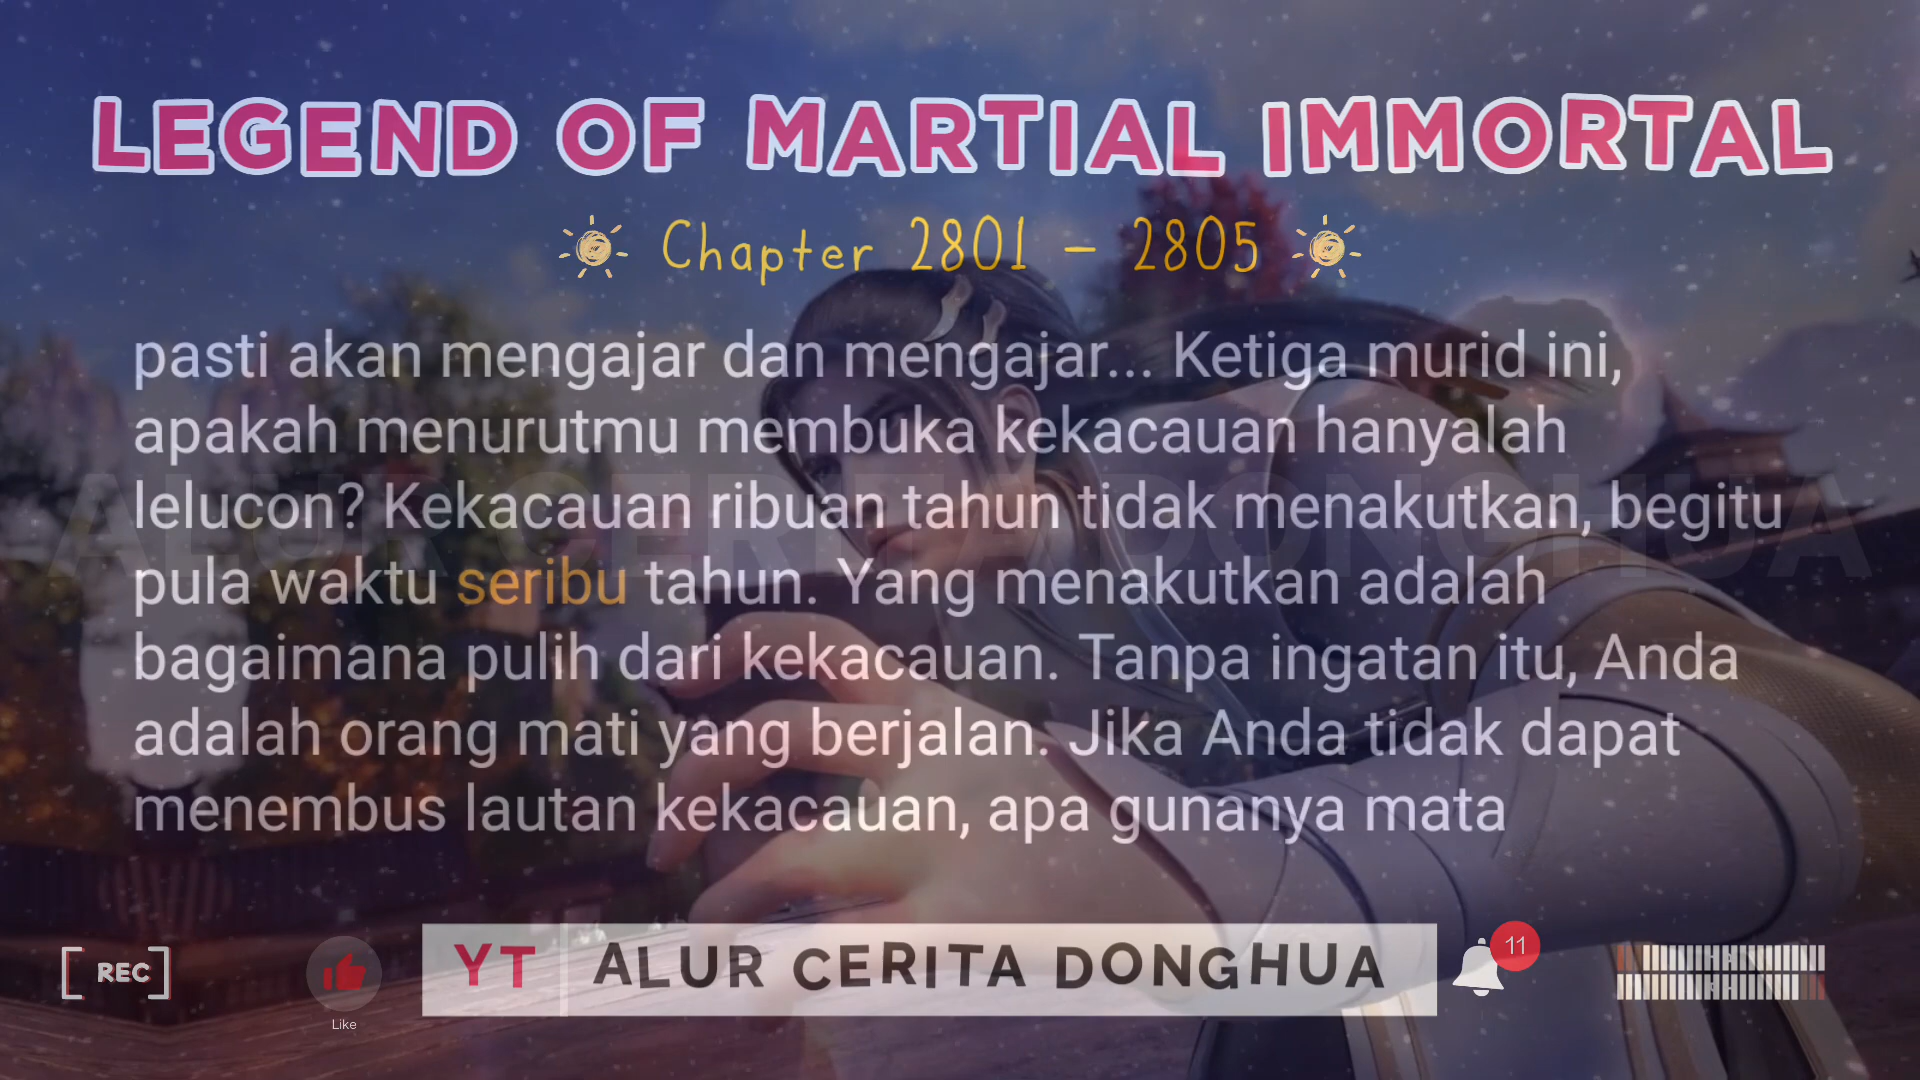 LEGEND OF MARTIAL IMMORTAL
Chapter 2801 - 2805
pasti akan mengajar dan mengajar... Ketiga murid ini,
apakah menurutmu membuka kekacauan hanyalah
lelucon? Kekacauan ribuan tahun tidak menakutkan, begitu
pula waktu seribu tahun. Yang menakutkan adalah
bagaimana pulih dari kekacauan. Tanpa ingatan itu, Anda
adalah orang mati yang berjalan. Jika Anda tidak dapat
menembus lautan kekacauan, apa gunanya mata
ALUR CERITA DONGHUA
[REC]
Like
YT ALUR CERITA DONGHUA
11